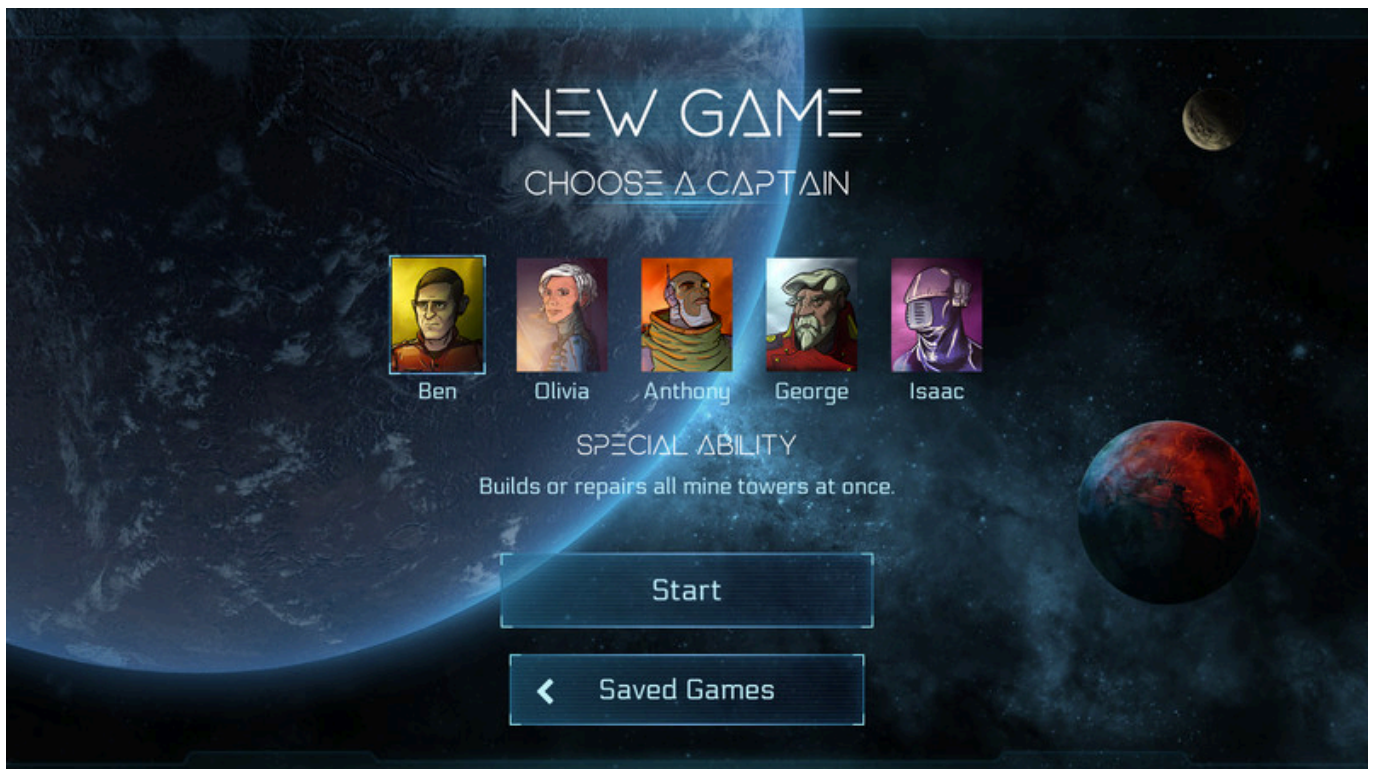 NEW GAME
CHOOSE A CAPTAIN
Ben Olivia Anthony George Isaac
SPECIAL ABILITY
Builds or repairs all mine towers at once.
Start
Saved Games